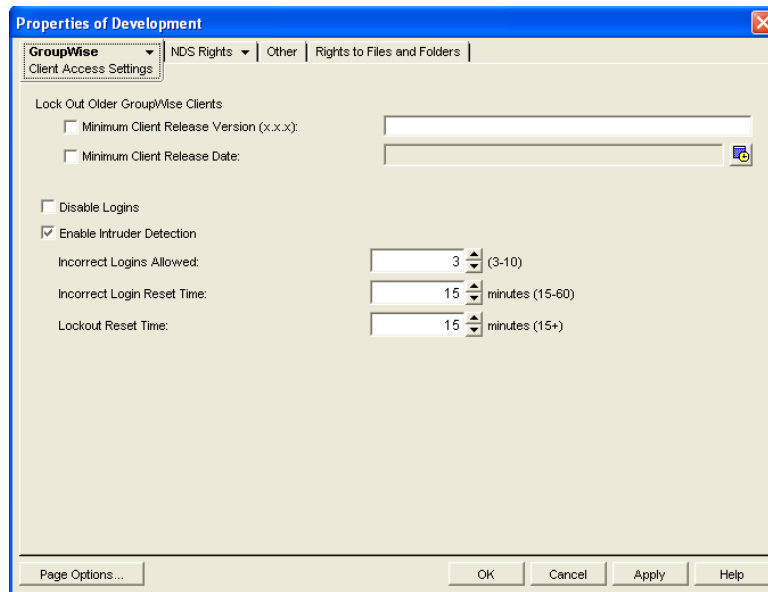 Properties of Development
GroupWise NDS Rights Other Rights to Files and Folders
Client Access Settings
Lock Out Older GroupWise Clients
Minimum Client Release Version (x.x.x):
Minimum Client Release Date:
Disable Logins
Enable Intruder Detection
Incorrect Logins Allowed: 3 (3-10)
Incorrect Login Reset Time: 15 minutes (15-60)
Lockout Reset Time: 15 minutes (15+)
Page Options... OK Cancel Apply Help